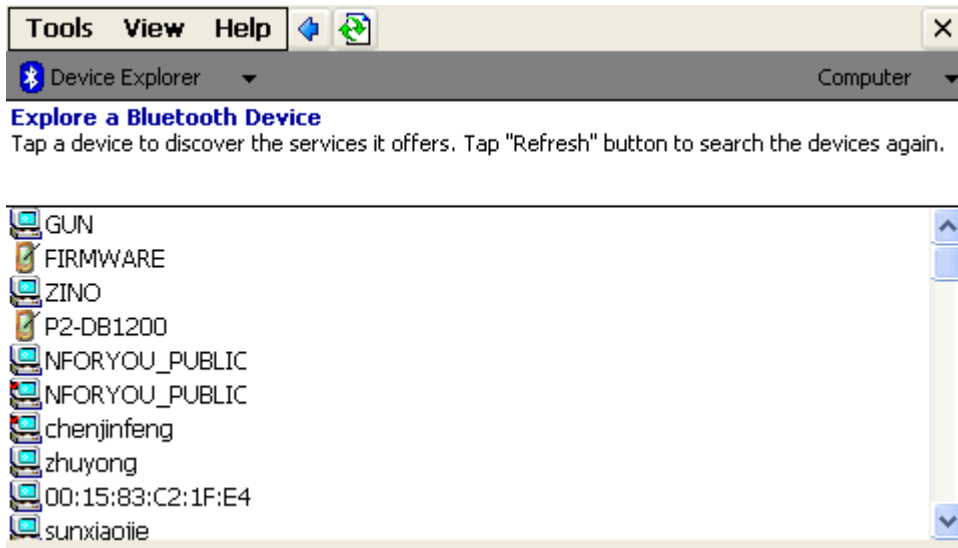 Tools View Help
Device Explorer Computer
Explore a Bluetooth Device
Tap a device to discover the services it offers. Tap "Refresh" button to search the devices again.
GUN
FIRMWARE
ZINO
P2-DB1200
NFORYOU_PUBLIC
NFORYOU_PUBLIC
chenjinfeng
zhuyong
00:15:83:C2:1F:E4
sunxiaojie